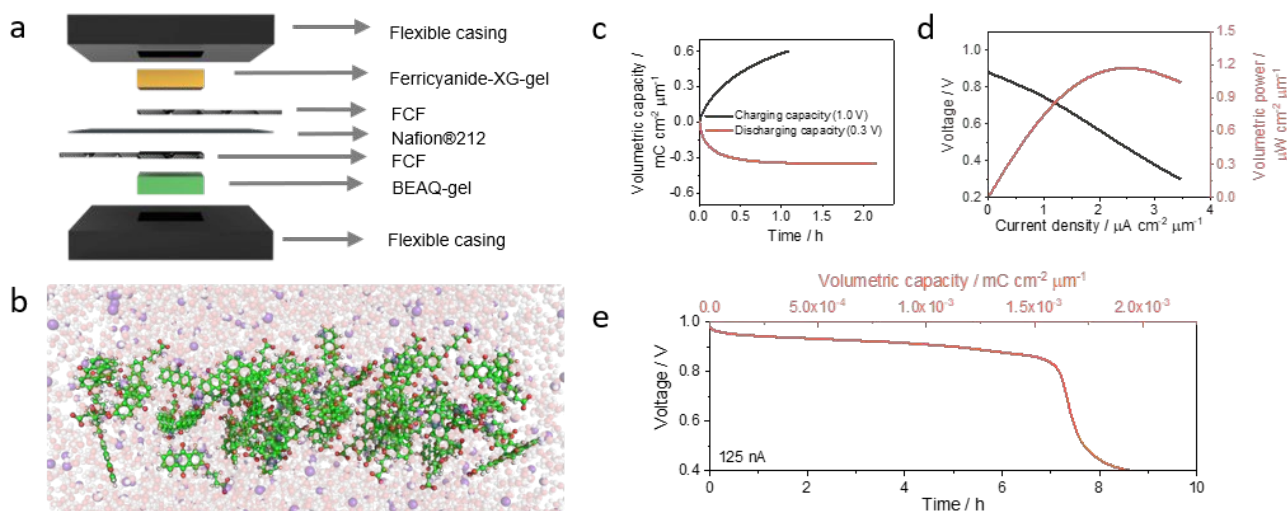 a
Flexible casing
Ferricyanide-XG-gel
FCF
Nafion®212
FCF
BEAQ-gel
Flexible casing
b
c
Volumetric capacity /
mC cm⁻² μm⁻¹
0.6
0.3
0.0
-0.3
-0.6
Charging capacity (1.0 V)
Discharging capacity (0.3 V)
0.0 0.5 1.0 1.5 2.0
Time / h
d
Voltage / V
1.0
0.8
0.6
0.4
0.2
0 1 2 3 4
Current density / μA cm⁻² μm⁻¹
1.5
1.2
0.9
0.6
0.3
0.0
Volumetric power /
μW cm⁻² μm⁻¹
e
Volumetric capacity / mC cm⁻² μm⁻¹
0.0 5.0x10⁻⁴ 1.0x10⁻³ 1.5x10⁻³ 2.0x10⁻³
Voltage / V
1.0
0.8
0.6
0.4
125 nA
0 2 4 6 8 10
Time / h